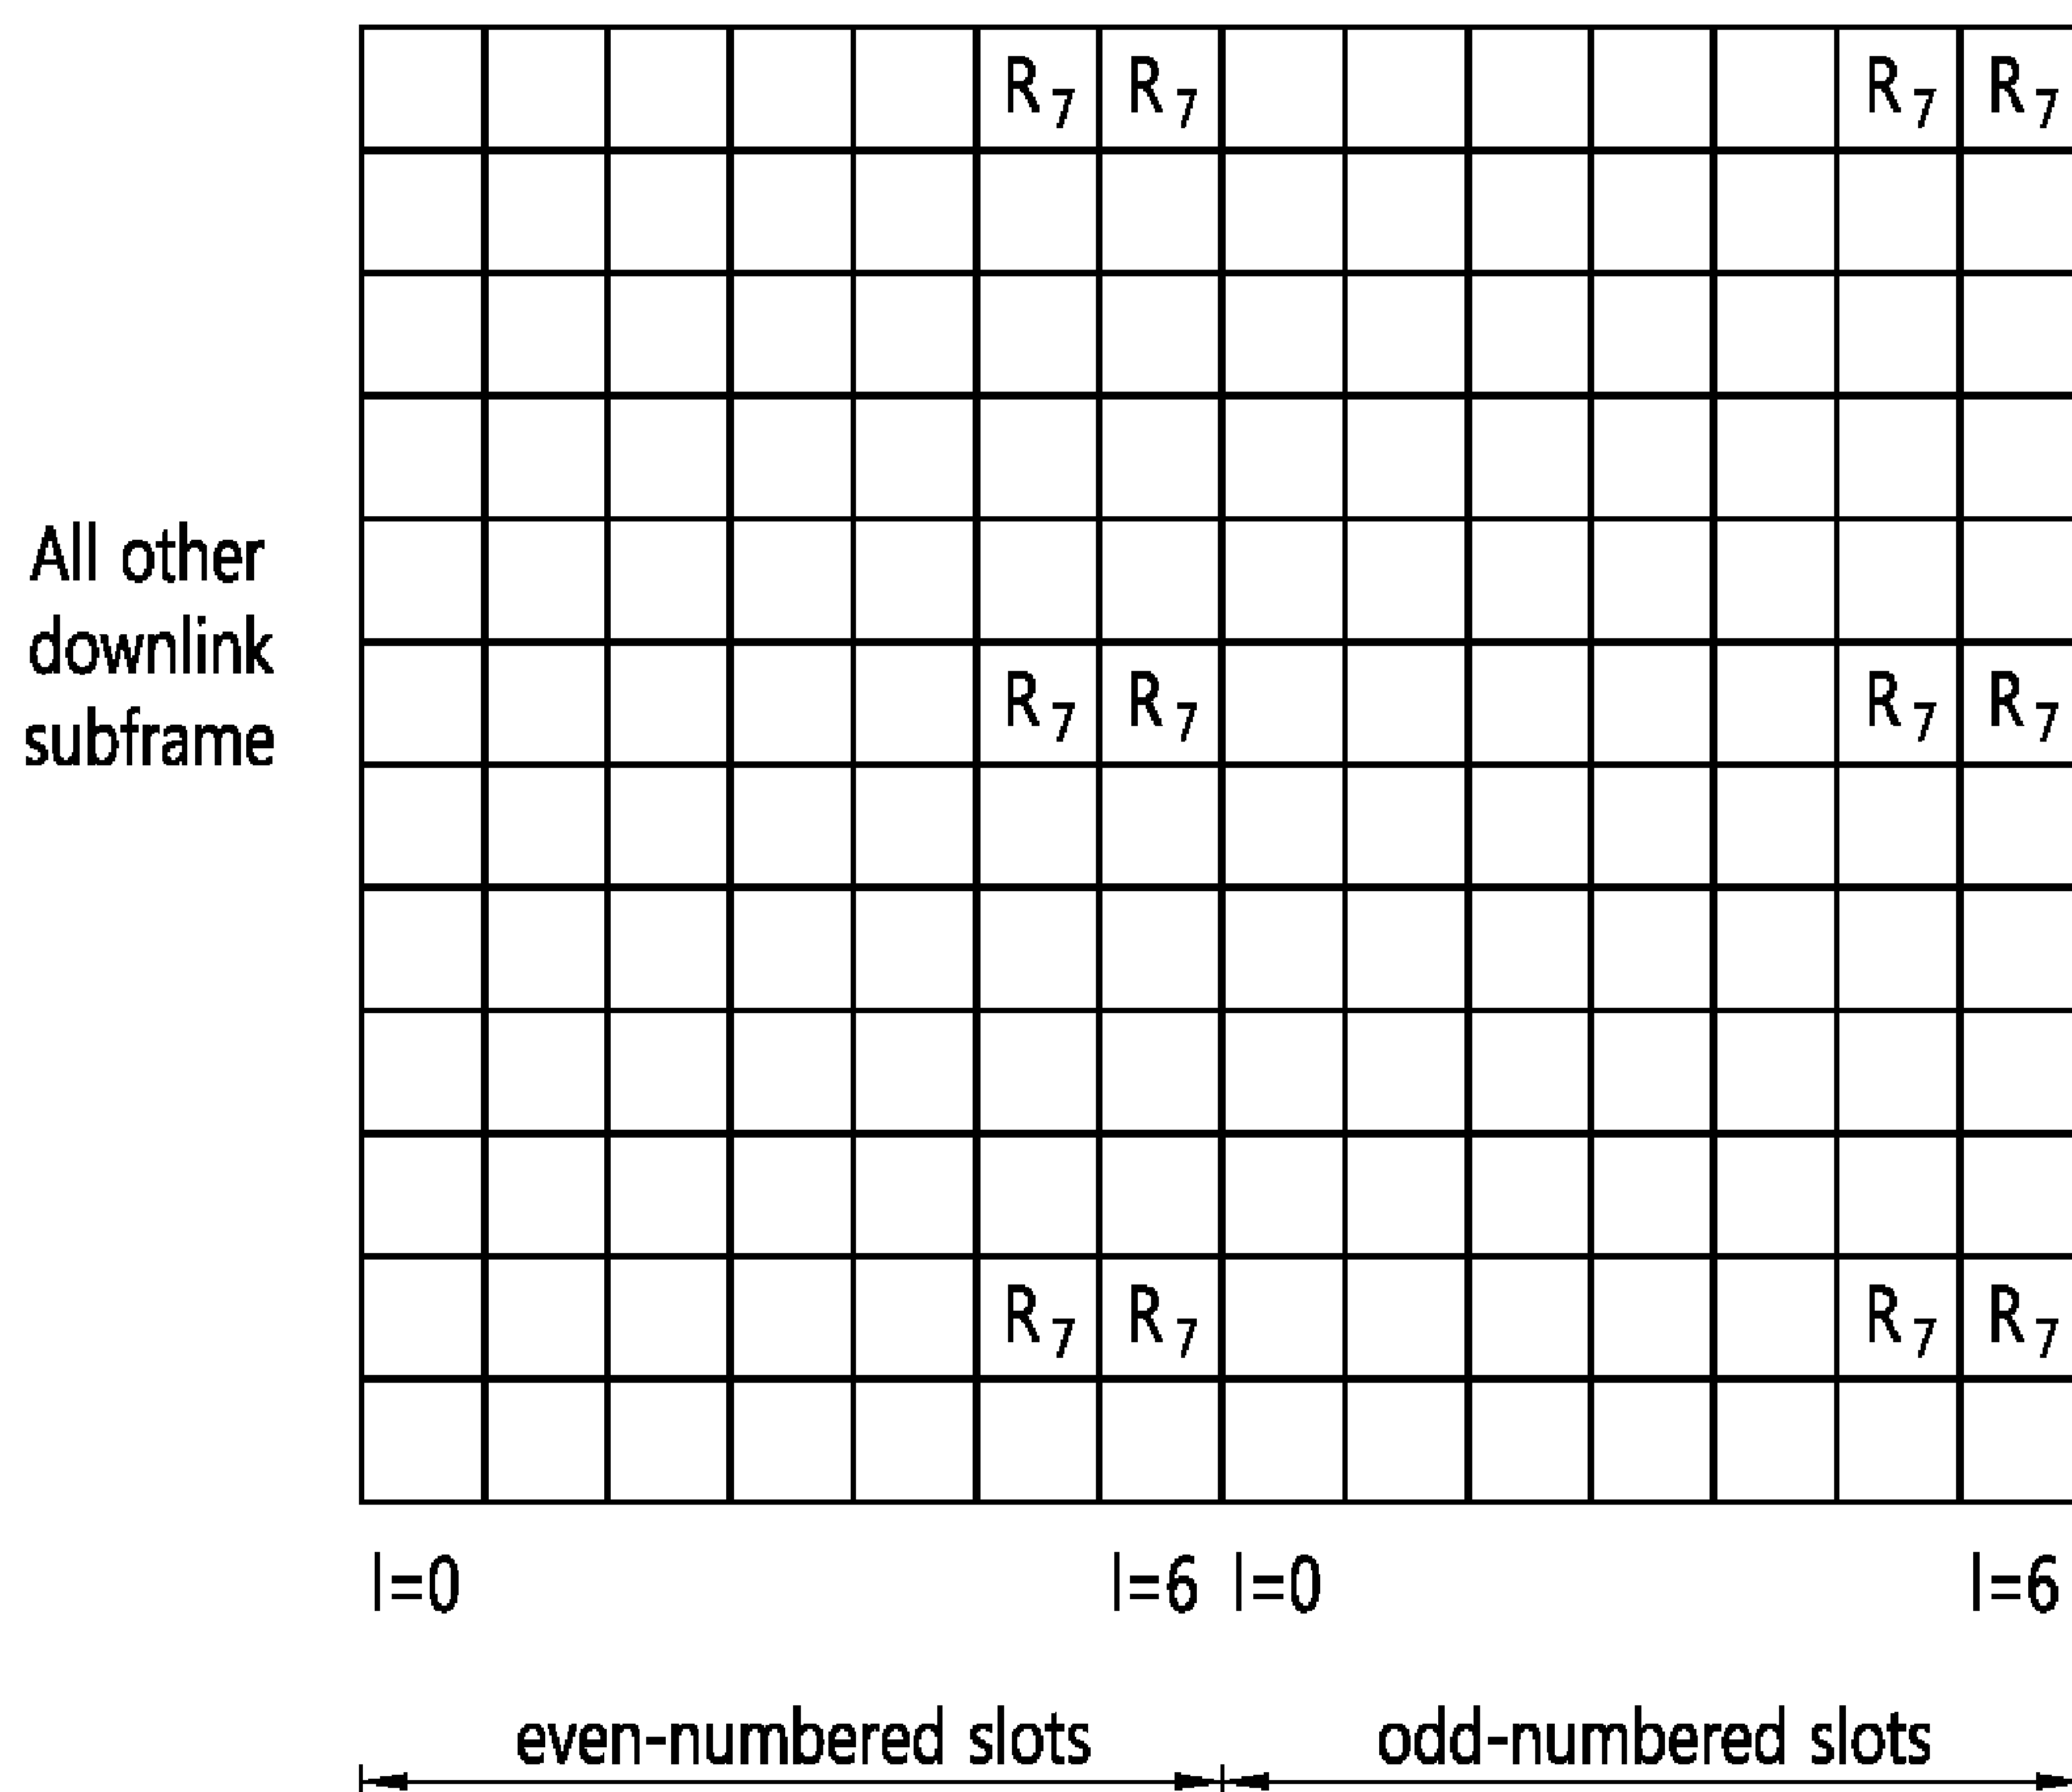 R7 R7 R7 R7
All other
downlink
subframe
R7 R7 R7 R7
R7 R7 R7 R7
l=0 l=6 l=0 l=6
even-numbered slots odd-numbered slots